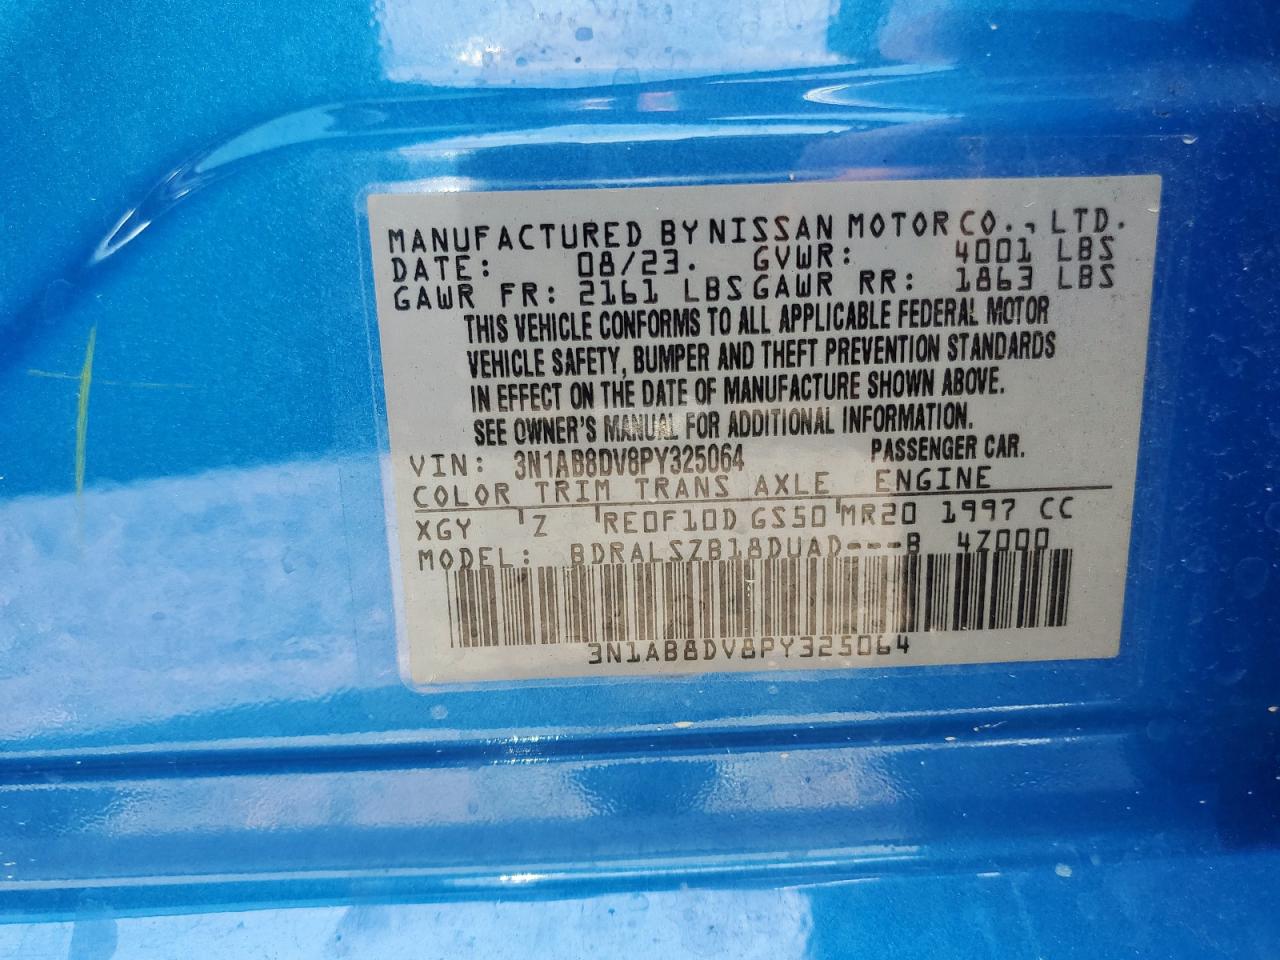 MANUFACTURED BY NISSAN MOTOR CO., LTD.
DATE: 08/23. GVWR: 4001 LBS
GAWR FR: 2161 LBS GAWR RR: 1863 LBS
THIS VEHICLE CONFORMS TO ALL APPLICABLE FEDERAL MOTOR
VEHICLE SAFETY, BUMPER AND THEFT PREVENTION STANDARDS
IN EFFECT ON THE DATE OF MANUFACTURE SHOWN ABOVE.
SEE OWNER'S MANUAL FOR ADDITIONAL INFORMATION.
VIN: 3N1AB8DV8PY325064 PASSENGER CAR.
COLOR TRIM TRANS AXLE ENGINE
XGY Z RE0F10D GS50 MR20 1997 CC
MODEL: BDRALSZB18DUAD---B 4Z000
3N1AB8DV8PY325064